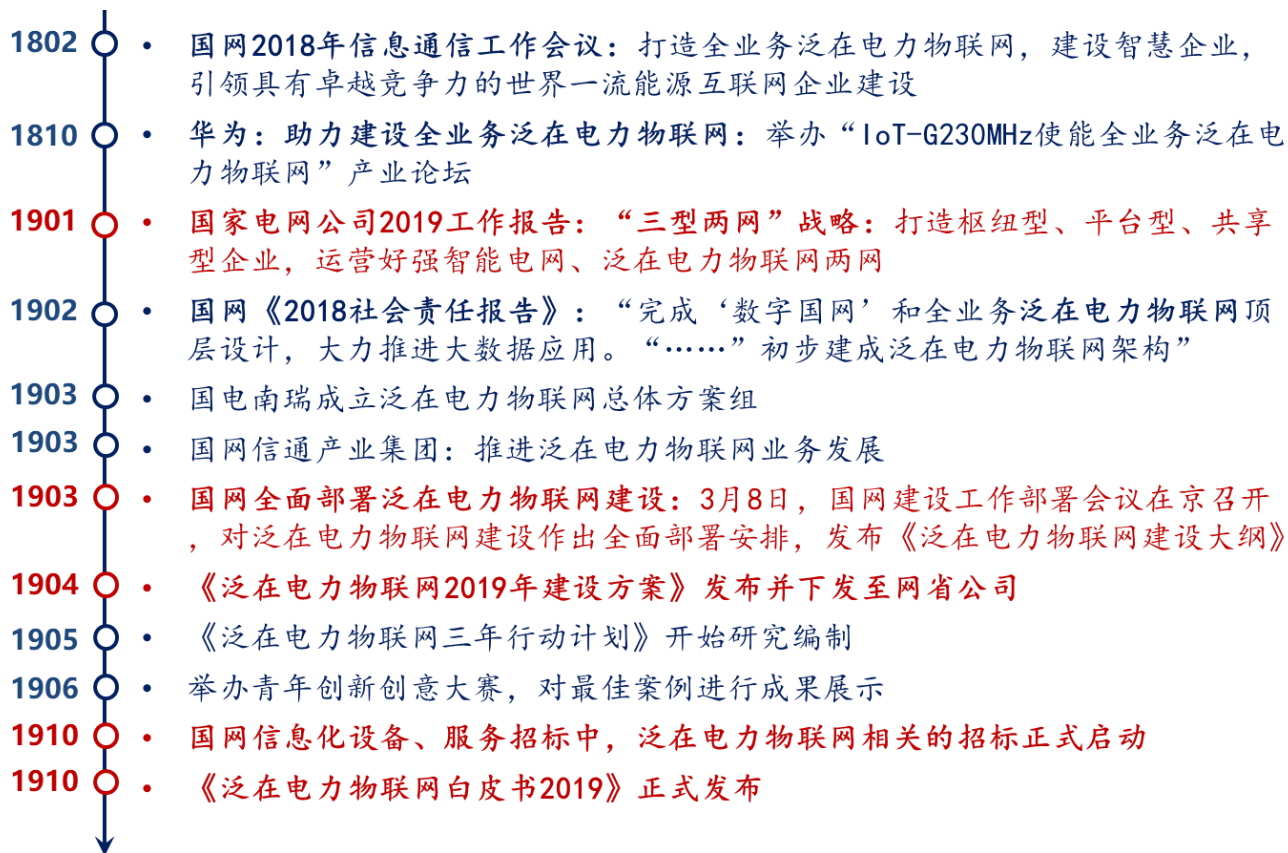 1802 • 国网2018年信息通信工作会议：打造全业务泛在电力物联网，建设智慧企业，
引领具有卓越竞争力的世界一流能源互联网企业建设
1810 • 华为：助力建设全业务泛在电力物联网：举办“IoT-G230MHz使能全业务泛在电
力物联网”产业论坛
1901 • 国家电网公司2019工作报告：“三型两网”战略：打造枢纽型、平台型、共享
型企业，运营好强智能电网、泛在电力物联网两网
1902 • 国网《2018社会责任报告》：“完成‘数字国网’和全业务泛在电力物联网顶
层设计，大力推进大数据应用。“……”初步建成泛在电力物联网架构”
1903 • 国电南瑞成立泛在电力物联网总体方案组
1903 • 国网信通产业集团：推进泛在电力物联网业务发展
1903 • 国网全面部署泛在电力物联网建设：3月8日，国网建设工作部署会议在京召开
，对泛在电力物联网建设作出全面部署安排，发布《泛在电力物联网建设大纲》
1904 • 《泛在电力物联网2019年建设方案》发布并下发至网省公司
1905 • 《泛在电力物联网三年行动计划》开始研究编制
1906 • 举办青年创新创意大赛，对最佳案例进行成果展示
1910 • 国网信息化设备、服务招标中，泛在电力物联网相关的招标正式启动
1910 • 《泛在电力物联网白皮书2019》正式发布